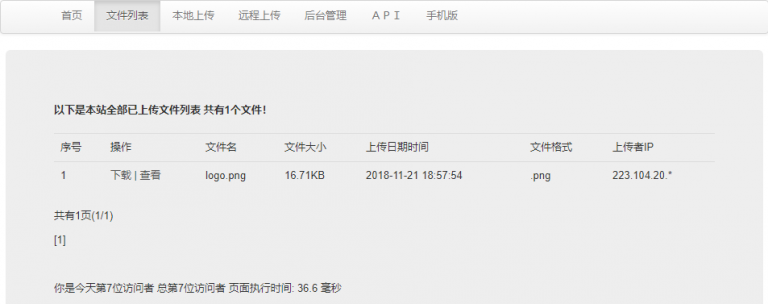 首页 文件列表 本地上传 远程上传 后台管理 ＡＰＩ 手机版
以下是本站全部已上传文件列表 共有1个文件!
序号 操作 文件名 文件大小 上传日期时间 文件格式 上传者IP
1 下载 | 查看 logo.png 16.71KB 2018-11-21 18:57:54 .png 223.104.20.*
共有1页(1/1)
[1]
你是今天第7位访问者 总第7位访问者 页面执行时间: 36.6 毫秒